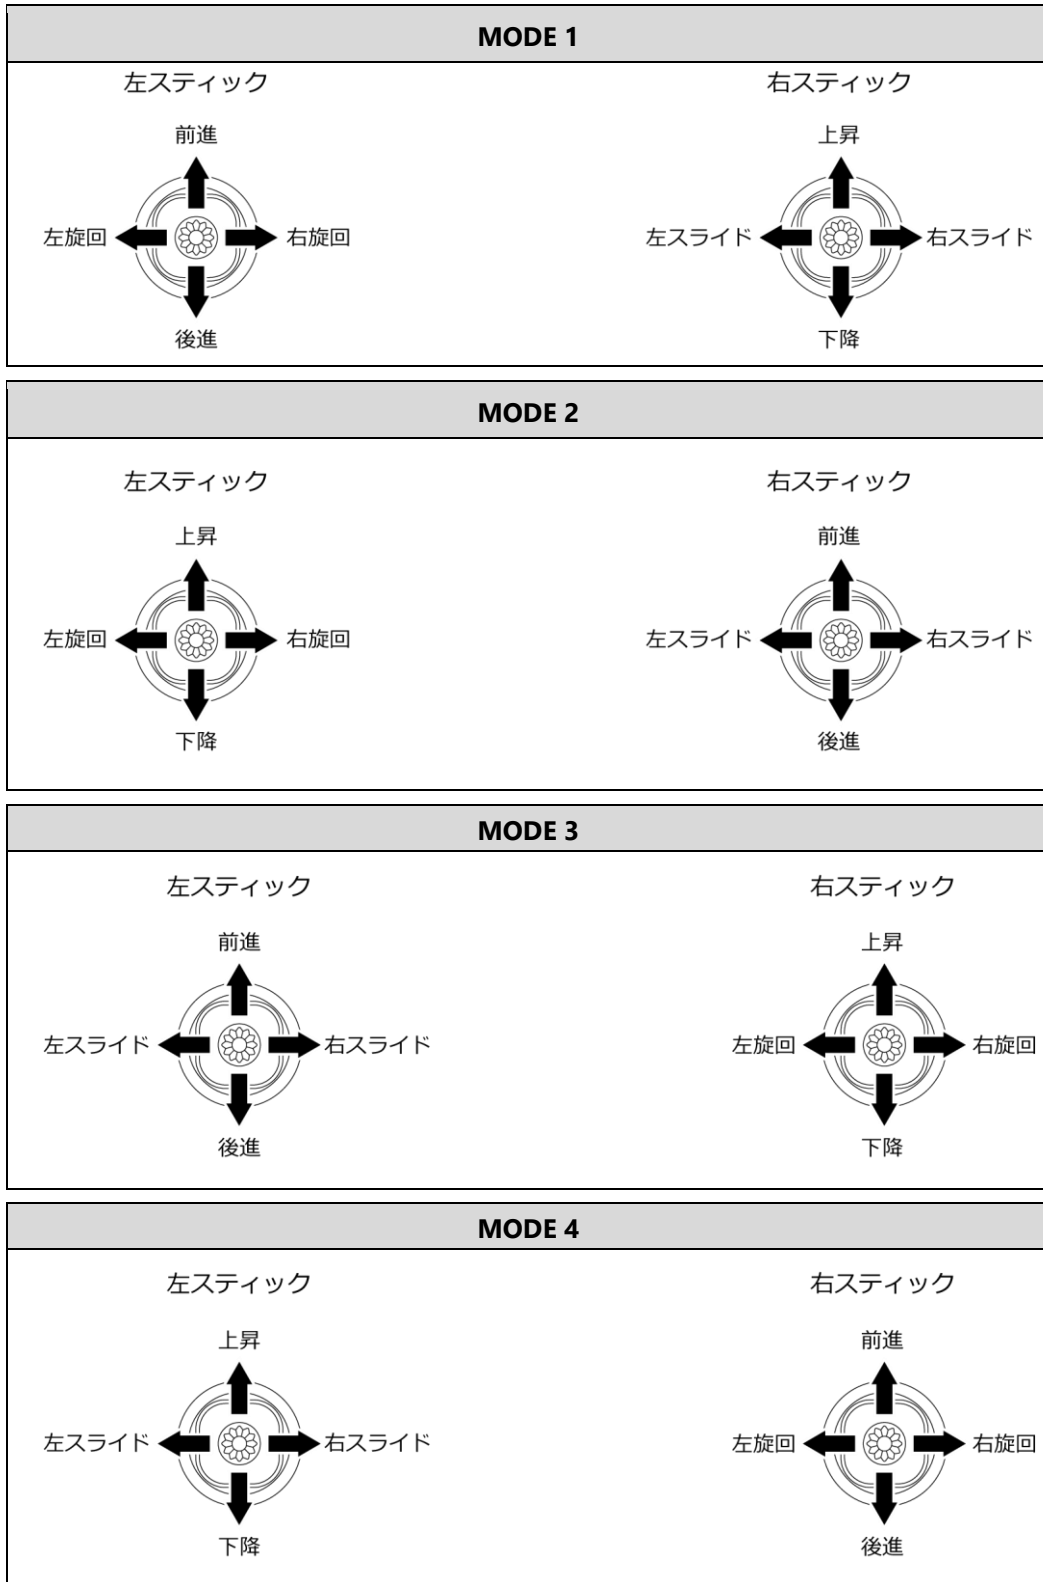 MODE 1
左スティック 右スティック
前進 上昇
左旋回 右旋回 左スライド 右スライド
後進 下降
MODE 2
左スティック 右スティック
上昇 前進
左旋回 右旋回 左スライド 右スライド
下降 後進
MODE 3
左スティック 右スティック
前進 上昇
左スライド 右スライド 左旋回 右旋回
後進 下降
MODE 4
左スティック 右スティック
上昇 前進
左スライド 右スライド 左旋回 右旋回
下降 後進